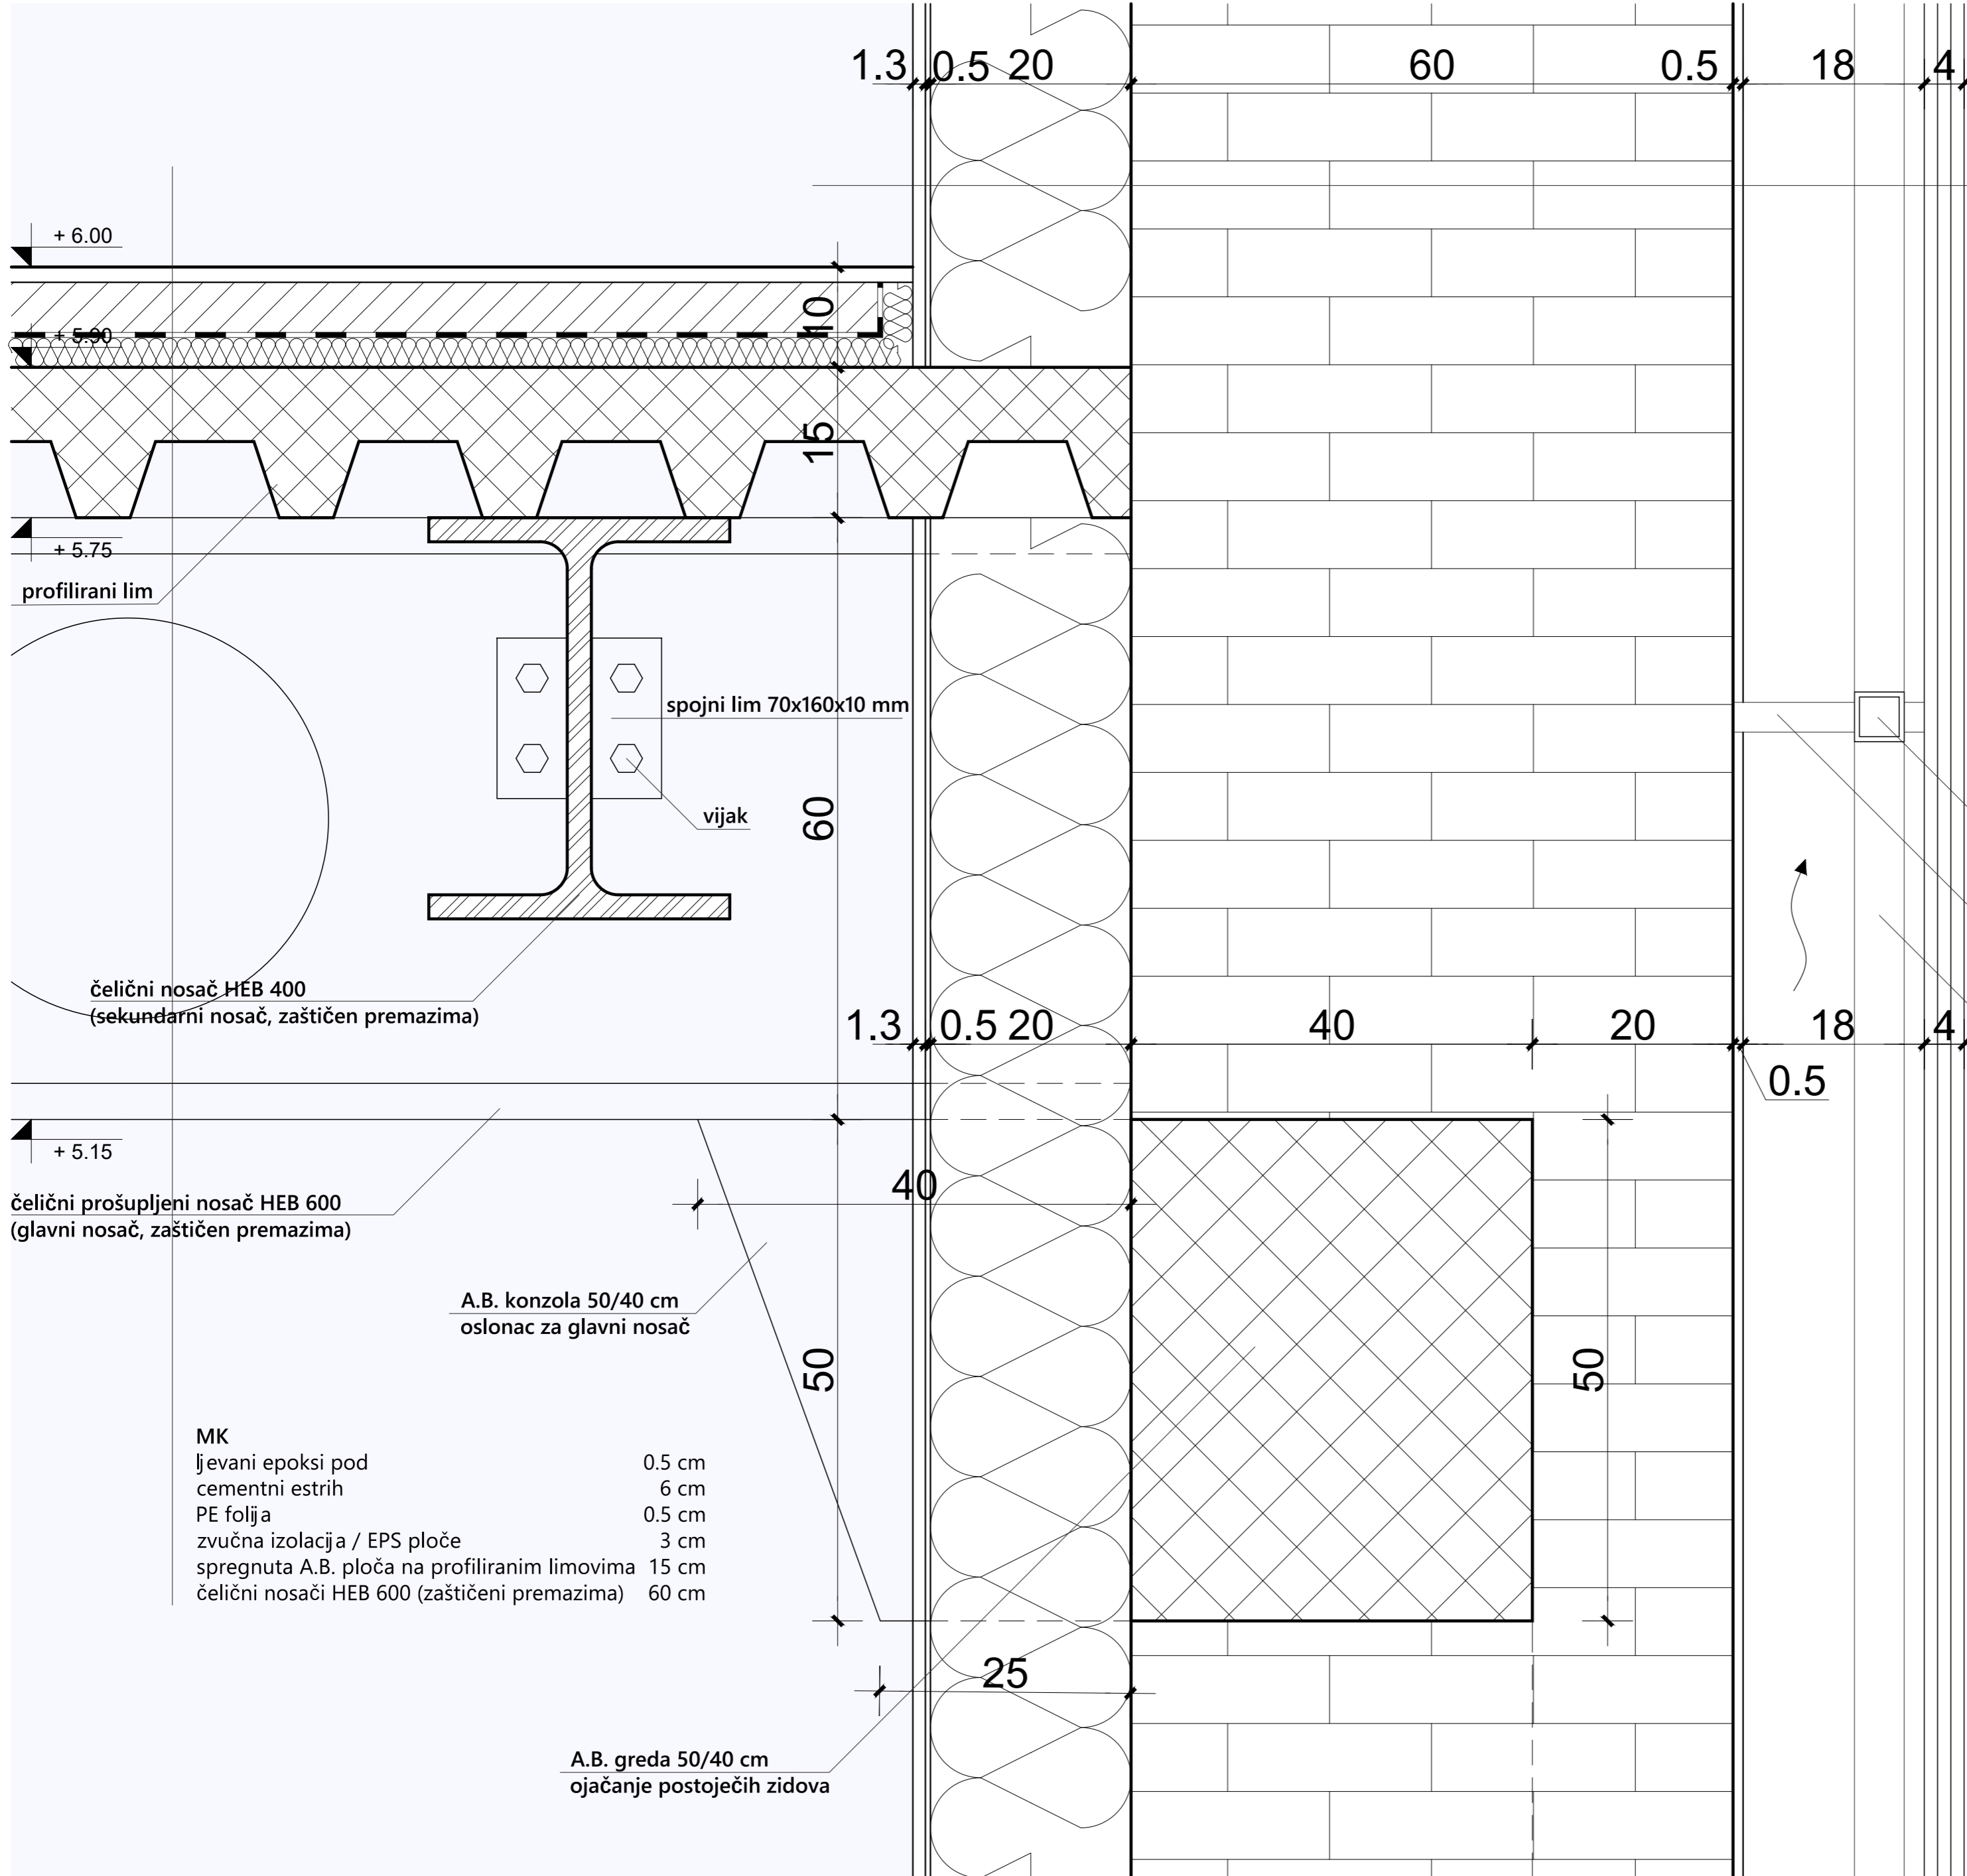 1.3 0.5 20 60 0.5 18 4
+ 6.00
10
+ 5.90
15
+ 5.75
profilirani lim
spojni lim 70x160x10 mm
60
vijak
čelični nosač HEB 400
(sekundarni nosač, zaštičen premazima)
1.3 0.5 20 40 20 18 4
0.5
+ 5.15
40
čelični prošupljeni nosač HEB 600
(glavni nosač, zaštičen premazima)
A.B. konzola 50/40 cm
oslonac za glavni nosač
50
50
MK
ljevani epoksi pod 0.5 cm
cementni estrih 6 cm
PE folija 0.5 cm
zvučna izolacija / EPS ploče 3 cm
spregnuta A.B. ploča na profiliranim limovima 15 cm
čelični nosači HEB 600 (zaštičeni premazima) 60 cm
25
A.B. greda 50/40 cm
ojačanje postoječih zidova